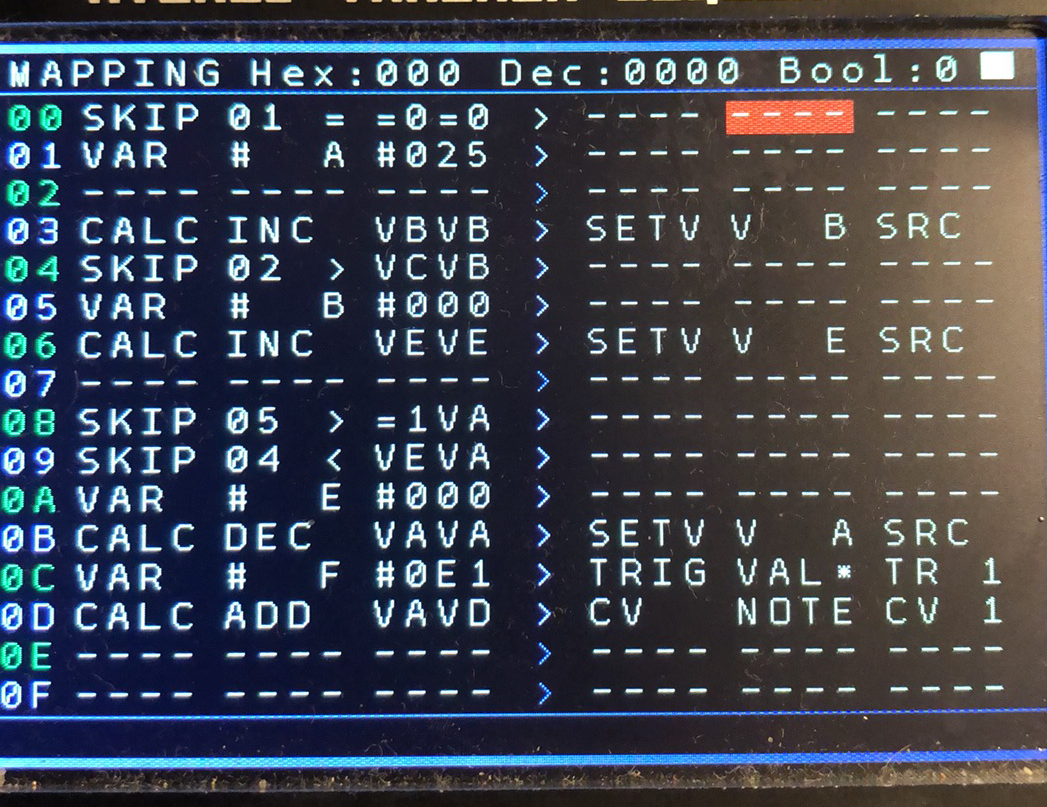 MAPPING Hex:000 Dec:0000 Bool:0
00 SKIP 01 = =0=0 > ---- ---- ----
01 VAR # A #025 > ---- ---- ----
02 ---- ---- ---- > ---- ---- ----
03 CALC INC VBVB > SETV V B SRC
04 SKIP 02 > VCVB > ---- ---- ----
05 VAR # B #000 > ---- ---- ----
06 CALC INC VEVE > SETV V E SRC
07 ---- ---- ---- > ---- ---- ----
08 SKIP 05 > =1VA > ---- ---- ----
09 SKIP 04 < VEVA > ---- ---- ----
0A VAR # E #000 > ---- ---- ----
0B CALC DEC VAVA > SETV V A SRC
0C VAR # F #0E1 > TRIG VAL* TR 1
0D CALC ADD VAVD > CV NOTE CV 1
0E ---- ---- ---- > ---- ---- ----
0F ---- ---- ---- > ---- ---- ----